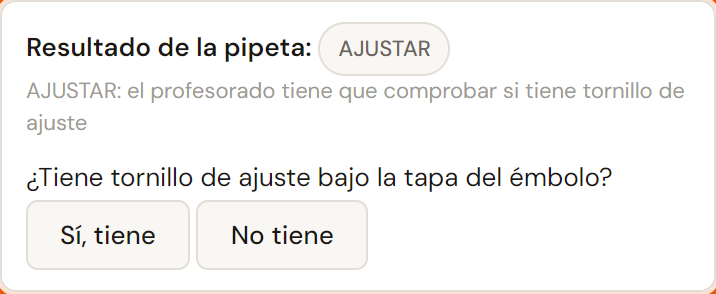 Resultado de la pipeta: AJUSTAR
AJUSTAR: el profesorado tiene que comprobar si tiene tornillo de
ajuste
¿Tiene tornillo de ajuste bajo la tapa del émbolo?
Sí, tiene No tiene